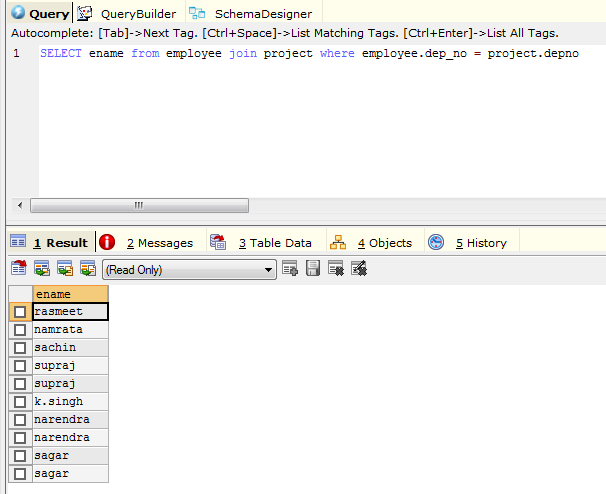 Query QueryBuilder SchemaDesigner
Autocomplete: [Tab]->Next Tag. [Ctrl+Space]->List Matching Tags. [Ctrl+Enter]->List All Tags.
1 SELECT ename from employee join project where employee.dep_no = project.depno
1 Result 2 Messages 3 Table Data 4 Objects 5 History
(Read Only)
ename
rasmeet
namrata
sachin
supraj
supraj
k.singh
narendra
narendra
sagar
sagar